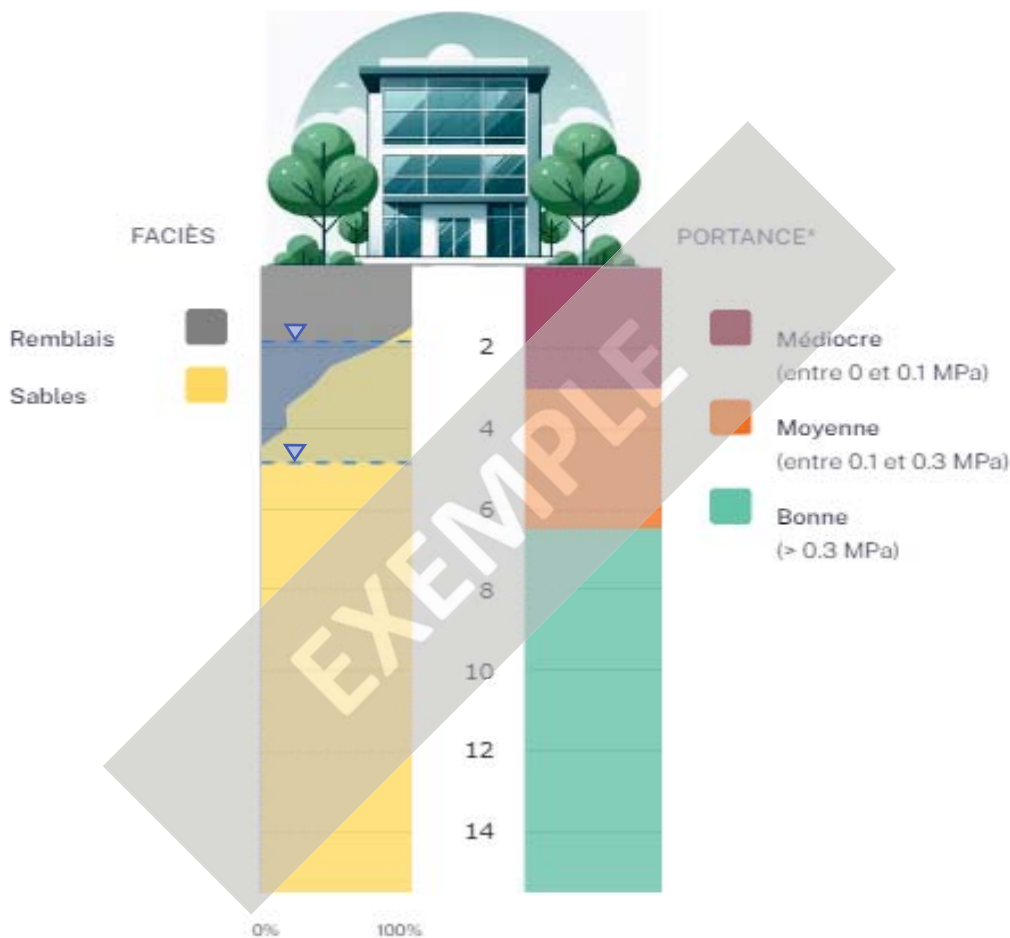 FACIÈS
PORTANCE*
Remblais
Sables
2
4
6
8
10
12
14
Médiocre
(entre 0 et 0.1 MPa)
Moyenne
(entre 0.1 et 0.3 MPa)
Bonne
(> 0.3 MPa)
EXEMPLE
0% 100%